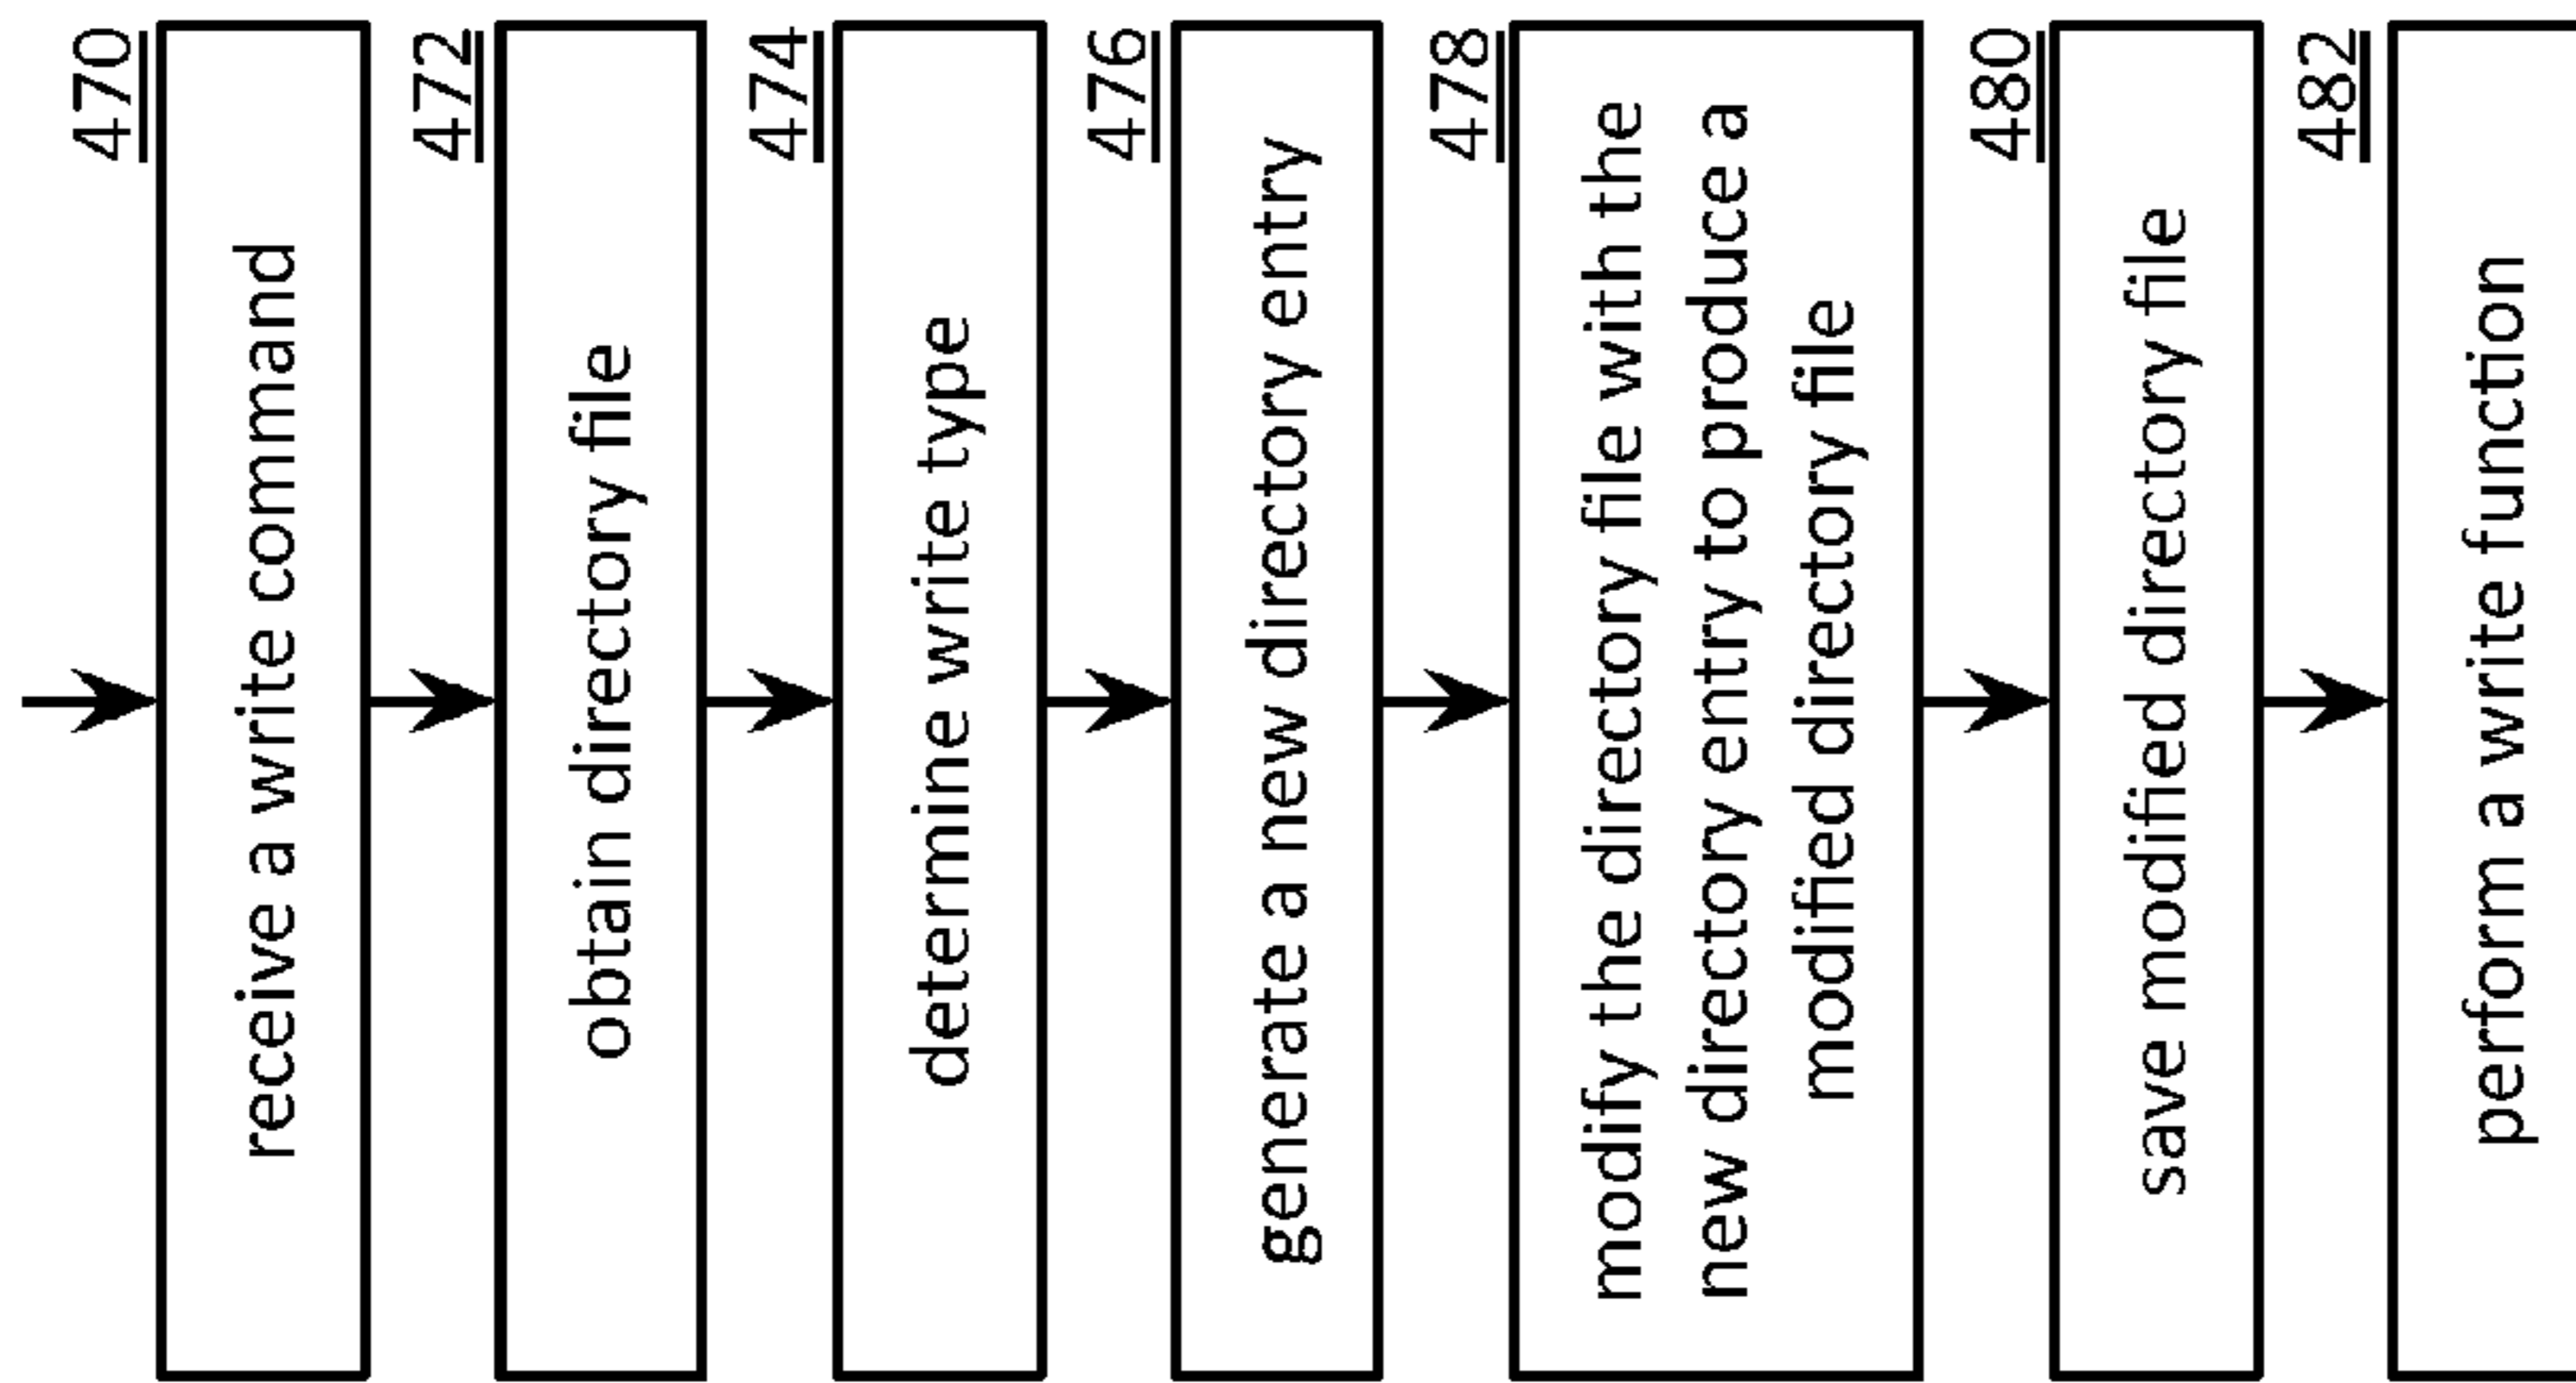 470
receive a write command
472
obtain directory file
474
determine write type
476
generate a new directory entry
478
modify the directory file with the
new directory entry to produce a
modified directory file
480
save modified directory file
482
perform a write function